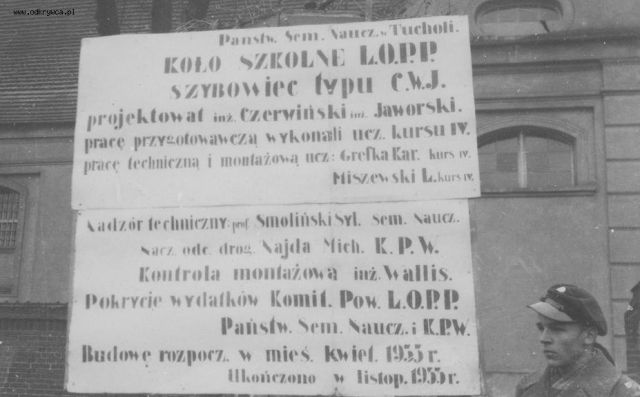 www.odkrywca.pl
Państw. Sem. Naucz. w Tucholi.
KOŁO SZKOLNE L.O.P.P.
SZYBOWIEC typu C.W.J.
projektował inż. Czerwiński inż. Jaworski.
pracę przygotowawczą wykonali ucz. kursu IV.
pracę techniczną i montażową ucz: Grefka Kar. kurs IV.
Miszewski L. kurs IV.
Nadzór techniczny: prof. Smoliński Syl. Sem. Naucz.
Nacz. odc. drog. Najda Mich. K.P.W.
Kontrola montażowa inż. Wallis.
Pokrycie wydatków Komit. Pow. L.O.P.P.
Państw. Sem. Naucz. i K.P.W.
Budowę rozpocz. w mieś. kwiet. 1933 r.
Ukończono w listop. 1933 r.